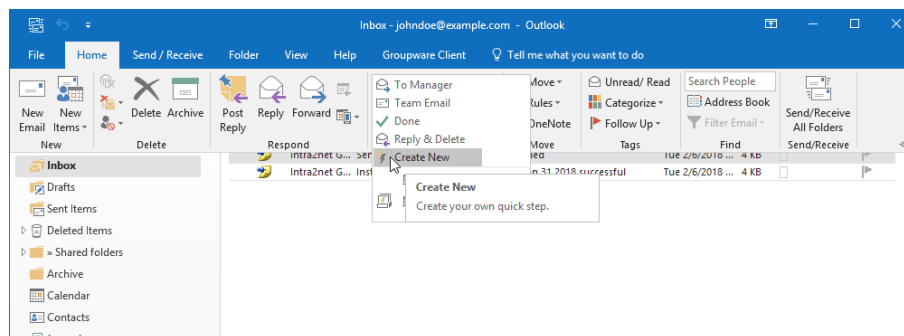 Inbox - johndoe@example.com - Outlook
File Home Send / Receive Folder View Help Groupware Client Tell me what you want to do
New Email
New Items
New
Delete Archive
Delete
Post Reply
Reply Forward
Respond
To Manager
Team Email
Done
Reply & Delete
Create New
Move
Rules
OneNote
Move
Unread/ Read
Categorize
Follow Up
Tags
Search People
Address Book
Filter Email
Find
Send/Receive
All Folders
Send/Receive
Inbox
Drafts
Sent Items
Deleted Items
» Shared folders
Archive
Calendar
Contacts
Intra2net G... Tue 2/6/2018 ... 4 KB
Intra2net G... 31 2018 successful Tue 2/6/2018 ... 4 KB
Create New
Create your own quick step.